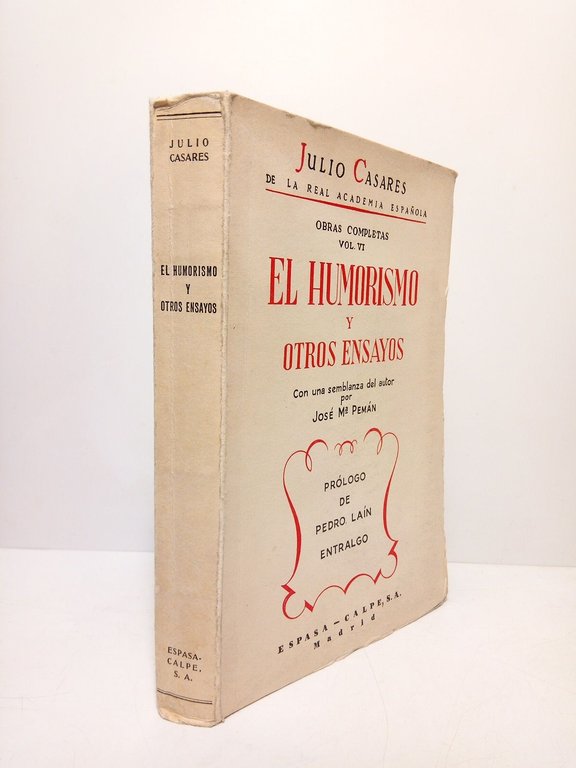 JULIO
CASARES
EL HUMORISMO
Y
OTROS ENSAYOS
ESPASA-
CALPE,
S. A.
JULIO CASARES
DE LA REAL ACADEMIA ESPAÑOLA
OBRAS COMPLETAS
VOL. VI
EL HUMORISMO
Y
OTROS ENSAYOS
Con una semblanza del autor
por
JOSÉ Mª PEMÁN
PRÓLOGO
DE
PEDRO LAÍN
ENTRALGO
ESPASA-CALPE, S.A.
Madrid